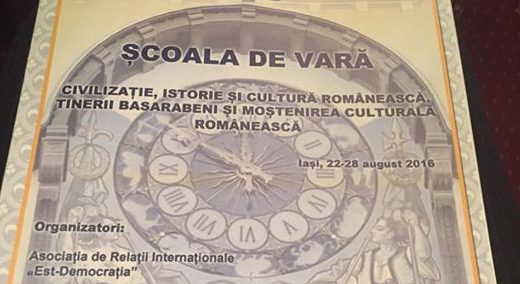 ȘCOALA DE VARĂ
CIVILIZAȚIE, ISTORIE ȘI CULTURĂ ROMÂNEASCĂ.
TINERII BASARABENI ȘI MOȘTENIREA CULTURALĂ
ROMÂNEASCĂ
Iași, 22-28 august 2016
Organizatori:
Asociația de Relații Internaționale
„Est-Democrația”